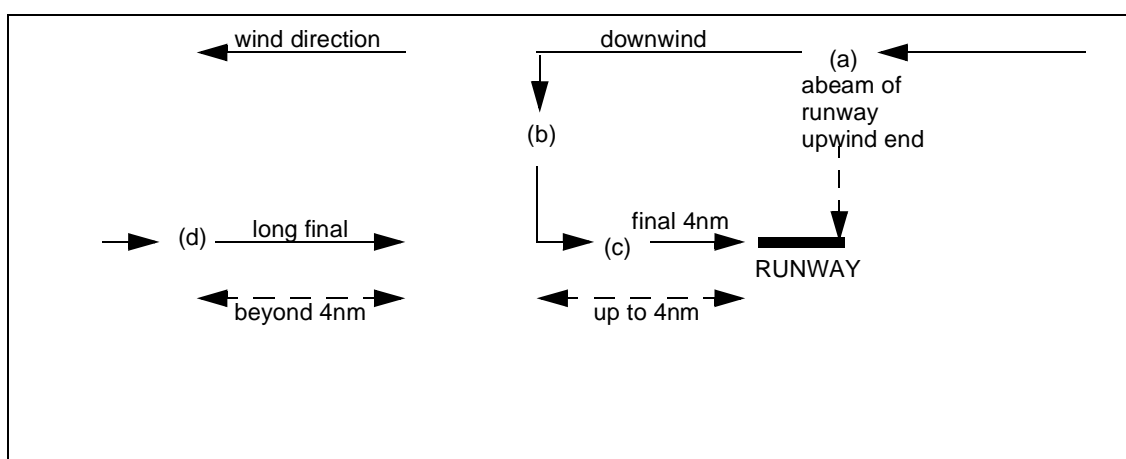 wind direction
downwind
(a)
abeam of
runway
upwind end
(b)
(d)
long final
(c)
final 4nm
RUNWAY
beyond 4nm
up to 4nm